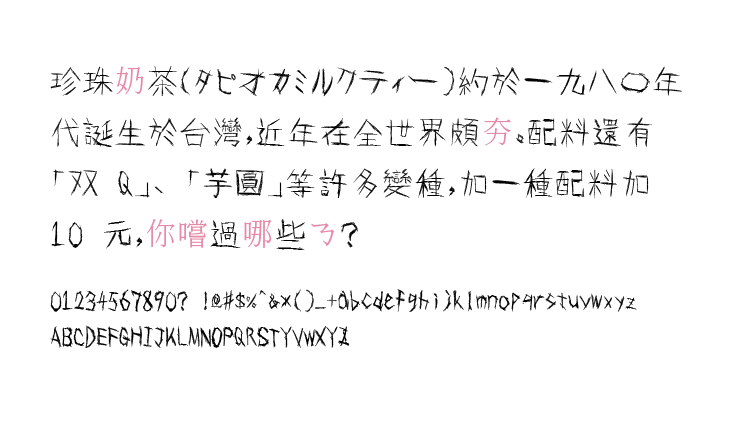 珍珠奶茶(タピオカミルクティー)約於一九八〇年
代誕生於台灣,近年在全世界頗夯。配料還有
「双 Q」、「芋圓」等許多變種,加一種配料加
10 元,你嚐過哪些ㄋ?
01234567890? !@#$%^&*()_+abcdefghijklmnopqrstuvwxyz
ABCDEFGHIJKLMNOPQRSTYVWXYZ